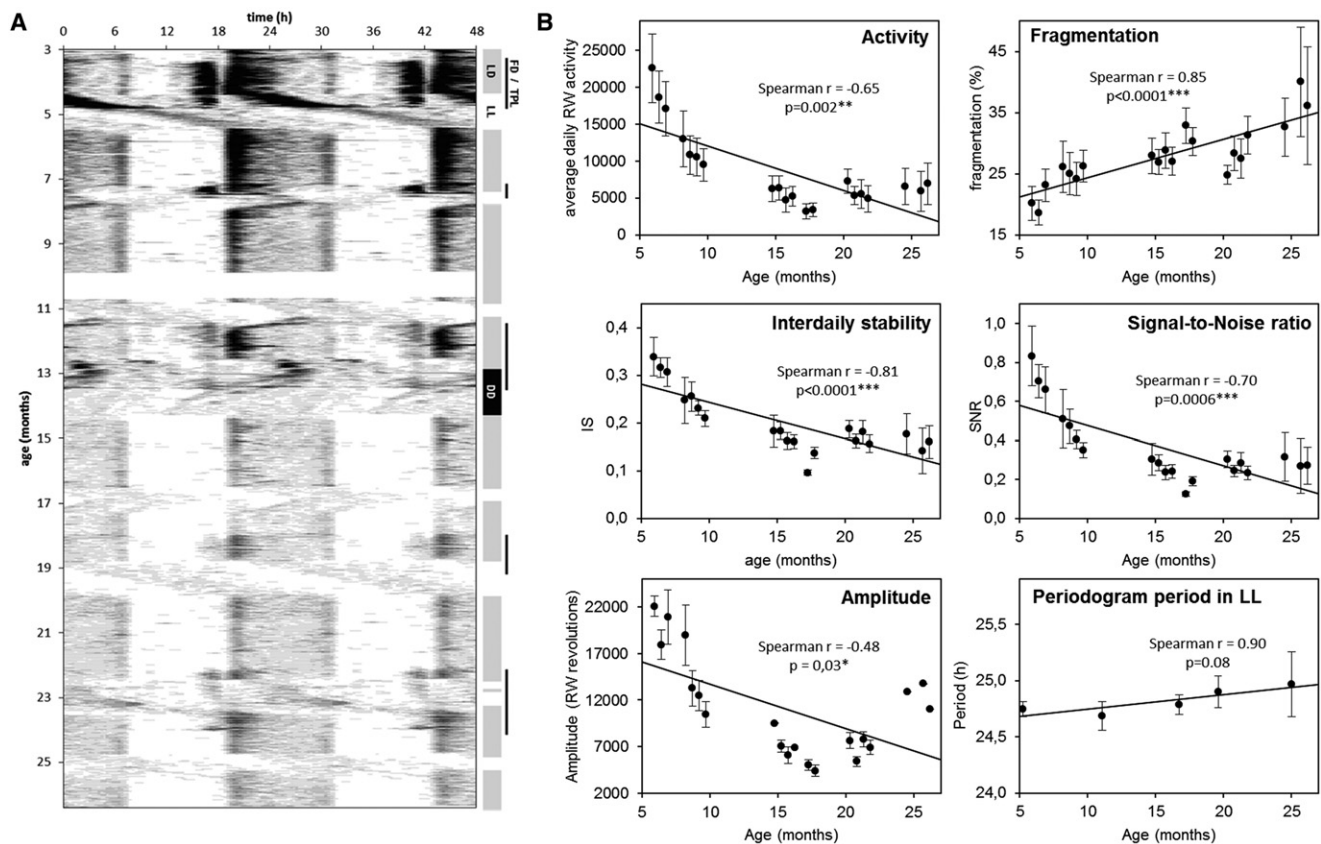 A
time (h)
0 6 12 18 24 30 36 42 48
3
5
7
9
11
13
15
17
19
21
23
25
age (months)
LD
LL
FD / TPL
DD
B
Activity
Spearman r = -0.65
p=0.002**
average daily RW activity
25000
20000
15000
10000
5000
0
5 10 15 20 25
Age (months)
Fragmentation
Spearman r = 0.85
p<0.0001***
fragmentation (%)
45
35
25
15
5 10 15 20 25
Age (months)
Interdaily stability
Spearman r = -0.81
p<0.0001***
IS
0,4
0,3
0,2
0,1
0,0
5 10 15 20 25
age (months)
Signal-to-Noise ratio
Spearman r = -0.70
p=0.0006***
SNR
1,0
0,8
0,6
0,4
0,2
0,0
5 10 15 20 25
Age (months)
Amplitude
Spearman r = -0.48
p = 0,03*
Amplitude (RW revolutions)
22000
17000
12000
7000
2000
5 10 15 20 25
Age (months)
Periodogram period in LL
Spearman r = 0.90
p=0.08
Period (h)
25,5
25,0
24,5
24,0
5 10 15 20 25
Age (months)